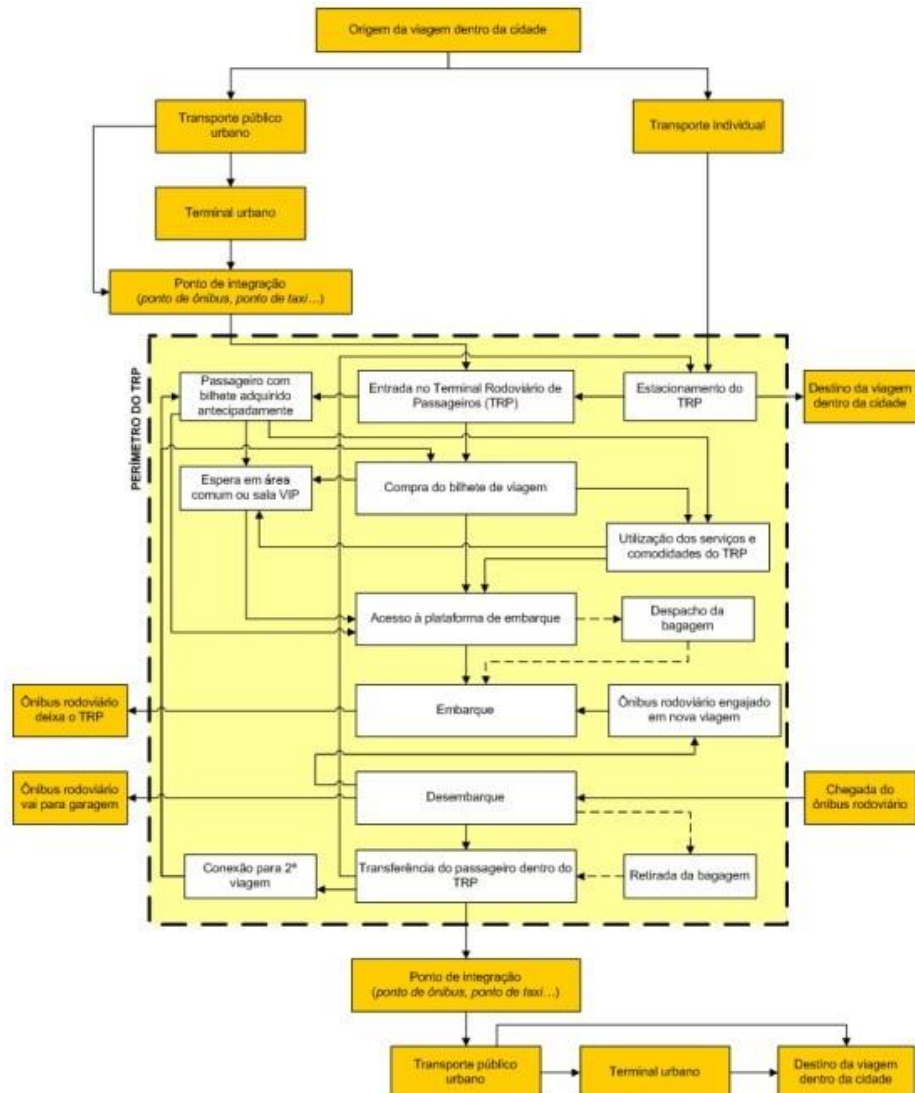 Origem da viagem dentro da cidade
Transporte público
urbano
Transporte individual
Terminal urbano
Ponto de integração
(ponto de ônibus, ponto de taxi…)
PERÍMETRO DO TRP
Passageiro com
bilhete adquirido
antecipadamente
Entrada no Terminal Rodoviário de
Passageiros (TRP)
Estacionamento do
TRP
Destino da viagem
dentro da cidade
Espera em área
comum ou sala VIP
Compra do bilhete de viagem
Utilização dos serviços e
comodidades do TRP
Acesso à plataforma de embarque
Despacho da
bagagem
Ônibus rodoviário
deixa o TRP
Embarque
Ônibus rodoviário engajado
em nova viagem
Ônibus rodoviário
vai para garagem
Desembarque
Chegada do
ônibus rodoviário
Conexão para 2ª
viagem
Transferência do passageiro dentro do
TRP
Retirada da bagagem
Ponto de integração
(ponto de ônibus, ponto de taxi…)
Transporte público
urbano
Terminal urbano
Destino da viagem
dentro da cidade